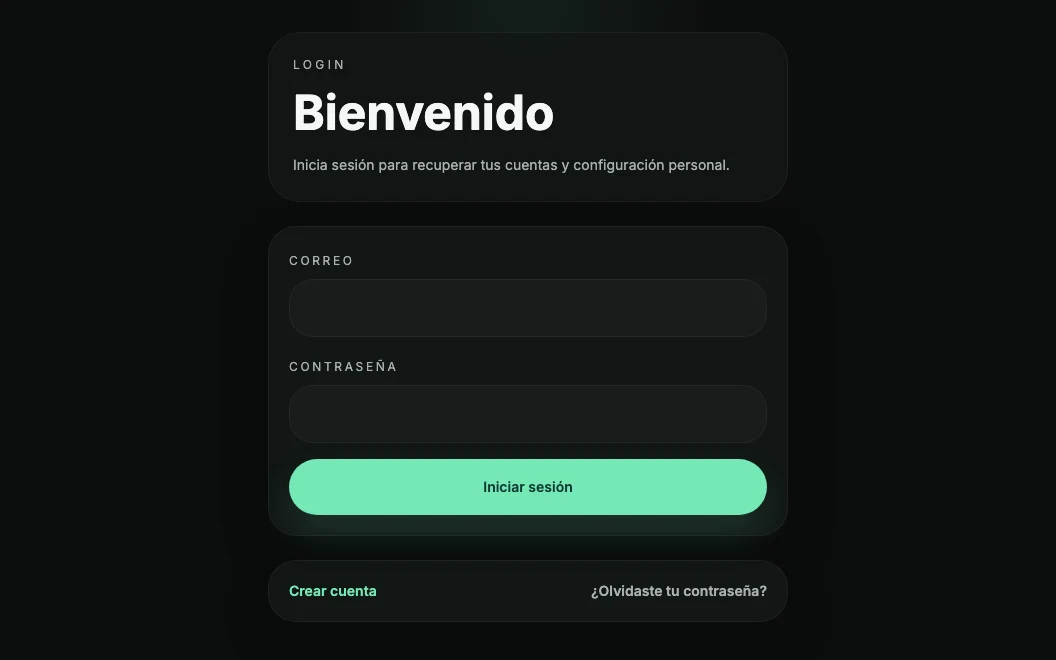 LOGIN
Bienvenido
Inicia sesión para recuperar tus cuentas y configuración personal.
CORREO
CONTRASEÑA
Iniciar sesión
Crear cuenta
¿Olvidaste tu contraseña?